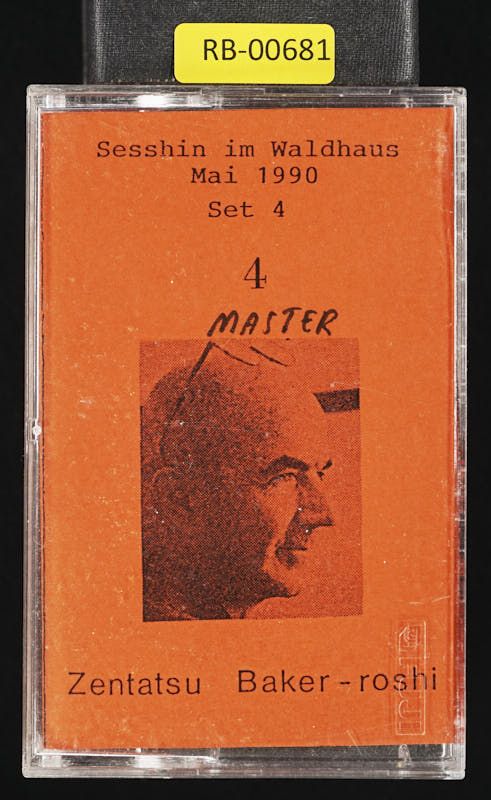 RB-00681
Sesshin im Waldhaus
Mai 1990
Set 4
4
MASTER
Zentatsu Baker-roshi